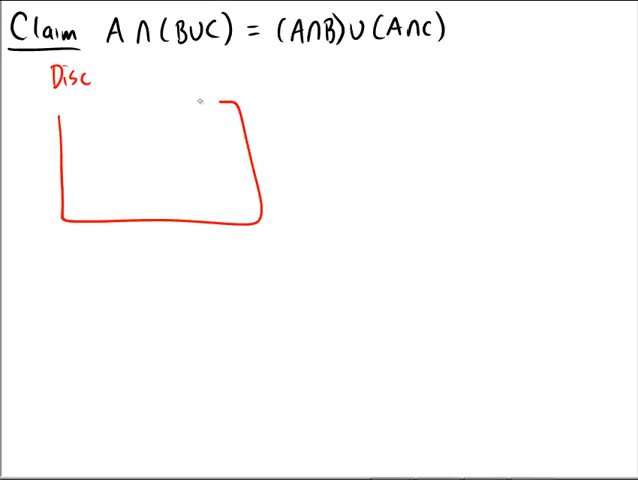 Claim A∩(B∪C) = (A∩B)∪(A∩C)
Disc